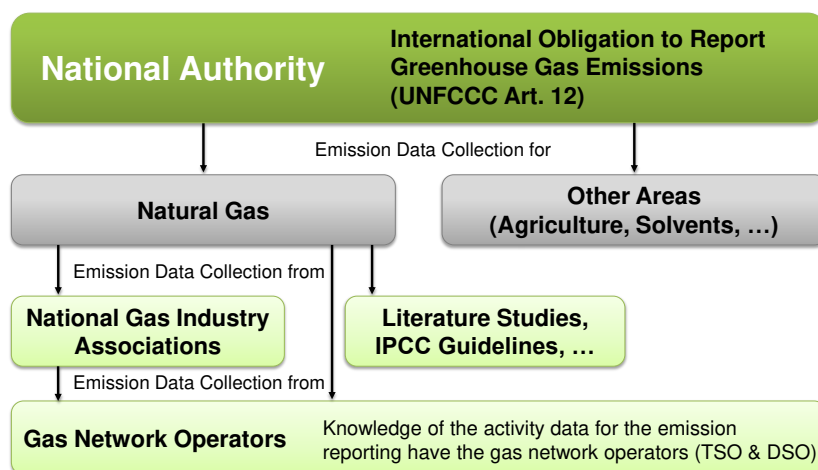 National Authority
International Obligation to Report
Greenhouse Gas Emissions
(UNFCCC Art. 12)
Emission Data Collection for
Natural Gas
Other Areas
(Agriculture, Solvents, …)
Emission Data Collection from
National Gas Industry
Associations
Literature Studies,
IPCC Guidelines, …
Emission Data Collection from
Gas Network Operators
Knowledge of the activity data for the emission
reporting have the gas network operators (TSO & DSO)